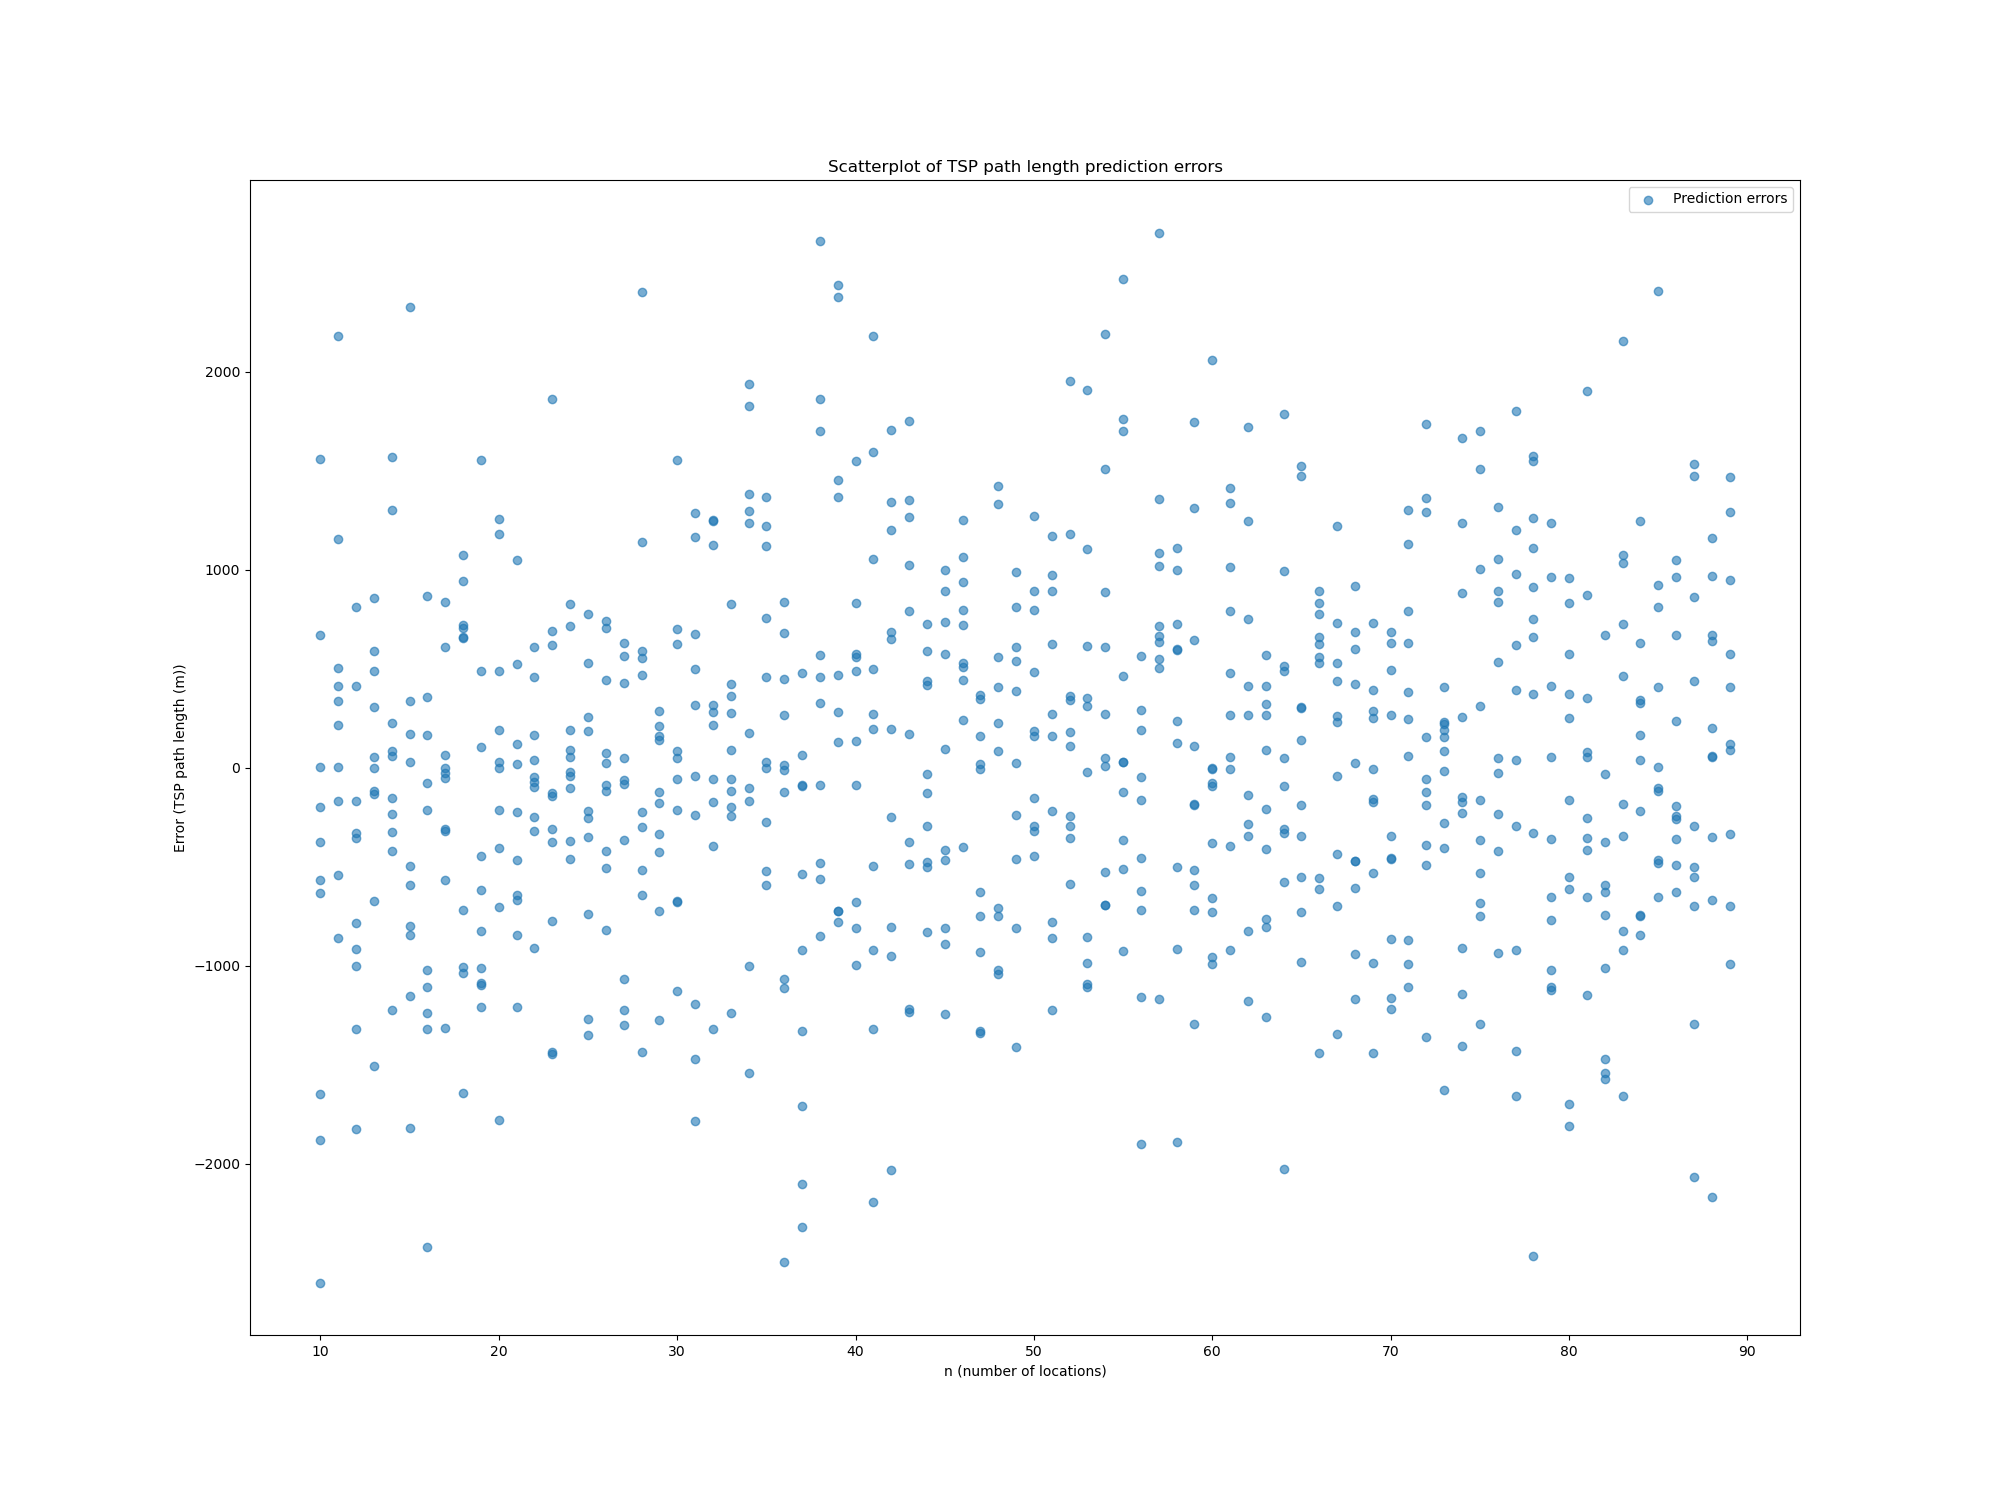 Scatterplot of TSP path length prediction errors
Prediction errors
Error (TSP path length (m))
2000
1000
0
−1000
−2000
10 20 30 40 50 60 70 80 90
n (number of locations)